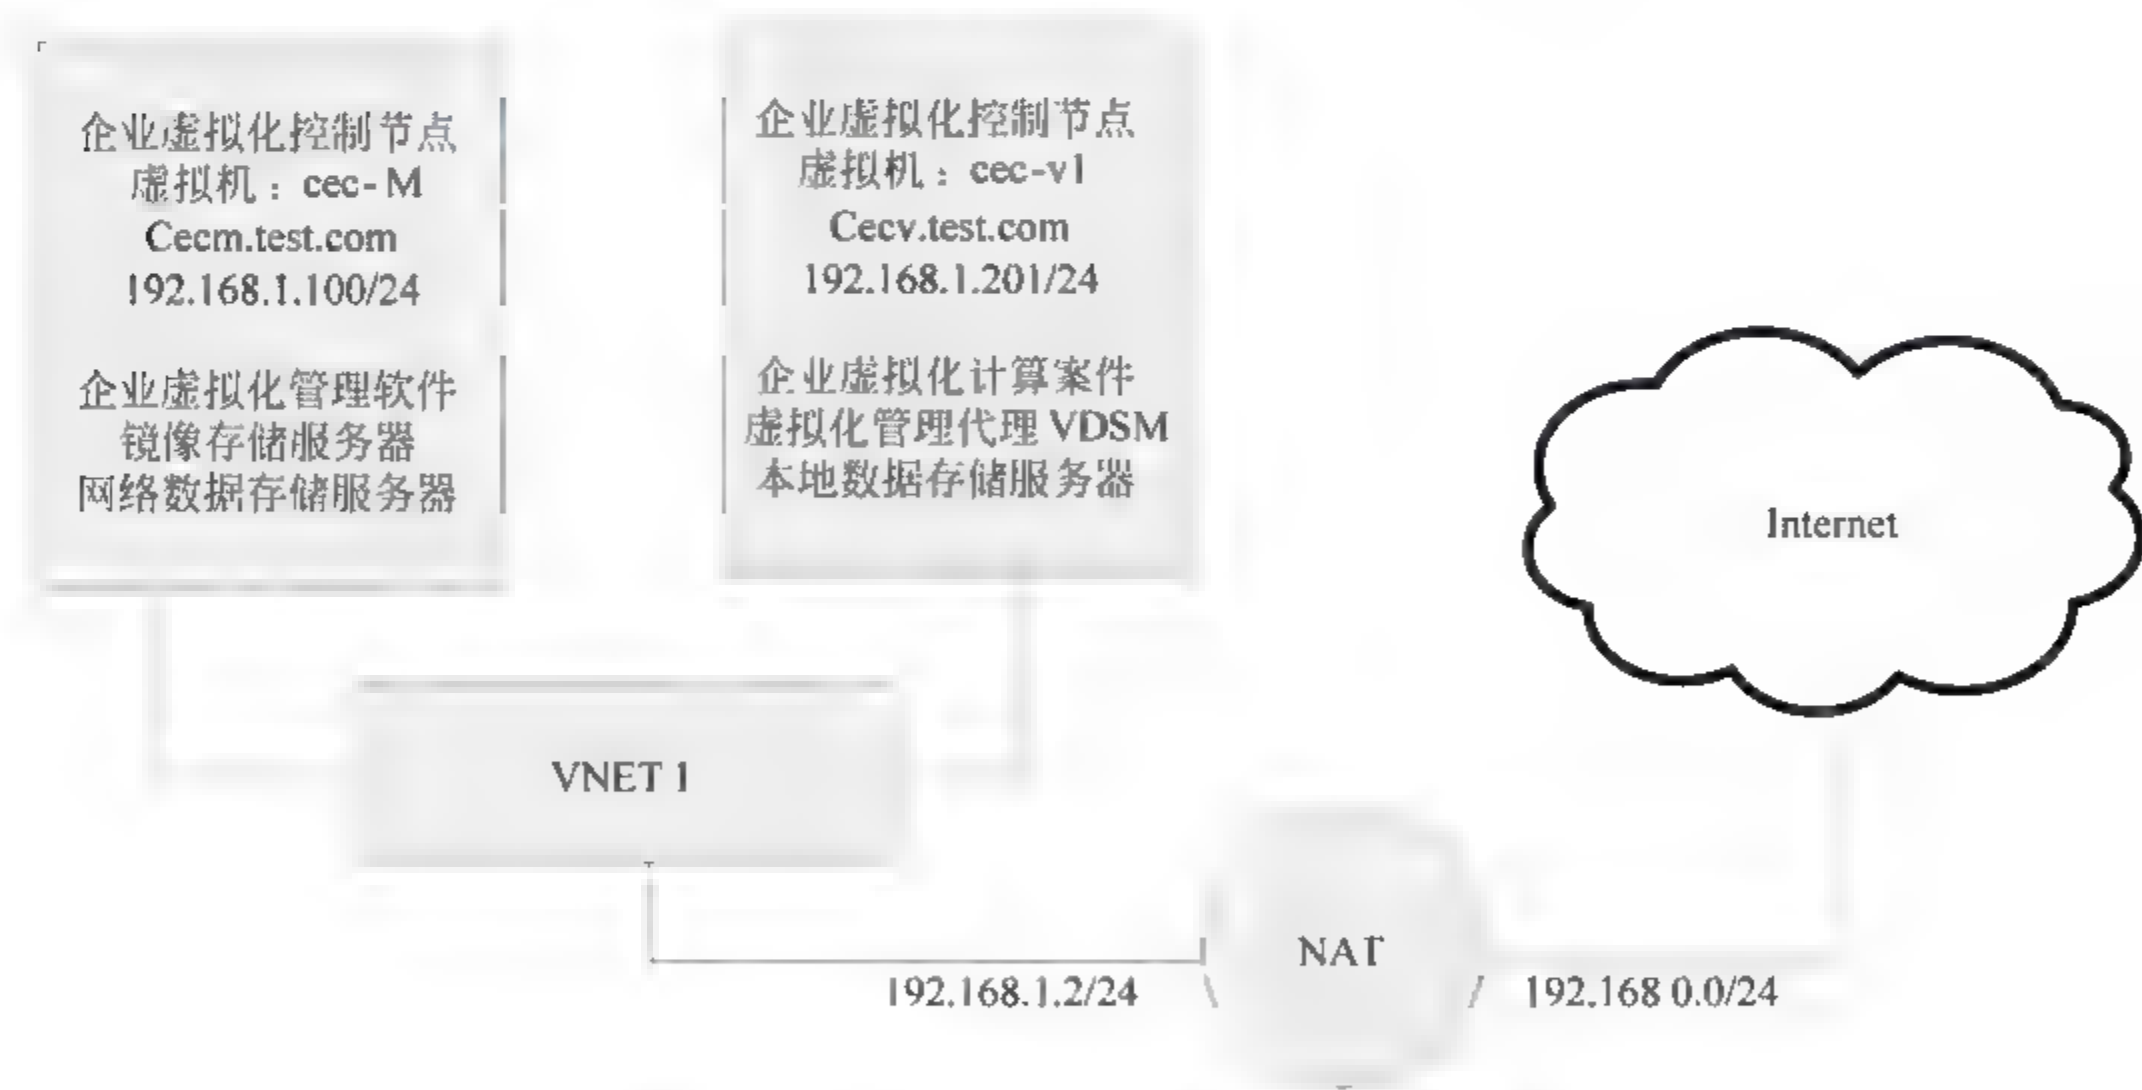 企业虚拟化控制节点
虚拟机：cec-M
Cecm.test.com
192.168.1.100/24
企业虚拟化管理软件
镜像存储服务器
网络数据存储服务器
企业虚拟化控制节点
虚拟机：cec-v1
Cecv.test.com
192.168.1.201/24
企业虚拟化计算案件
虚拟化管理代理 VDSM
本地数据存储服务器
Internet
VNET 1
NAT
192.168.1.2/24
192.168 0.0/24